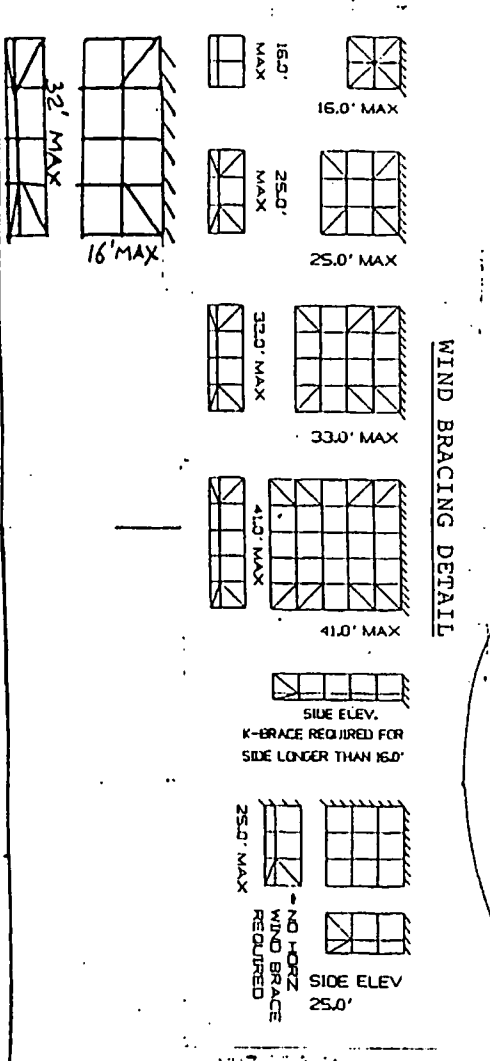 WIND BRACING DETAIL
16.0'
MAX
16.0' MAX
32' MAX
16' MAX
25.0'
MAX
25.0' MAX
33.0' MAX
33.0' MAX
41.0' MAX
41.0' MAX
SIDE ELEV.
K-BRACE REQUIRED FOR
SIDE LONGER THAN 16.0'
25.0' MAX
NO HORZ
WIND BRACE
REQUIRED
SIDE ELEV
25.0'